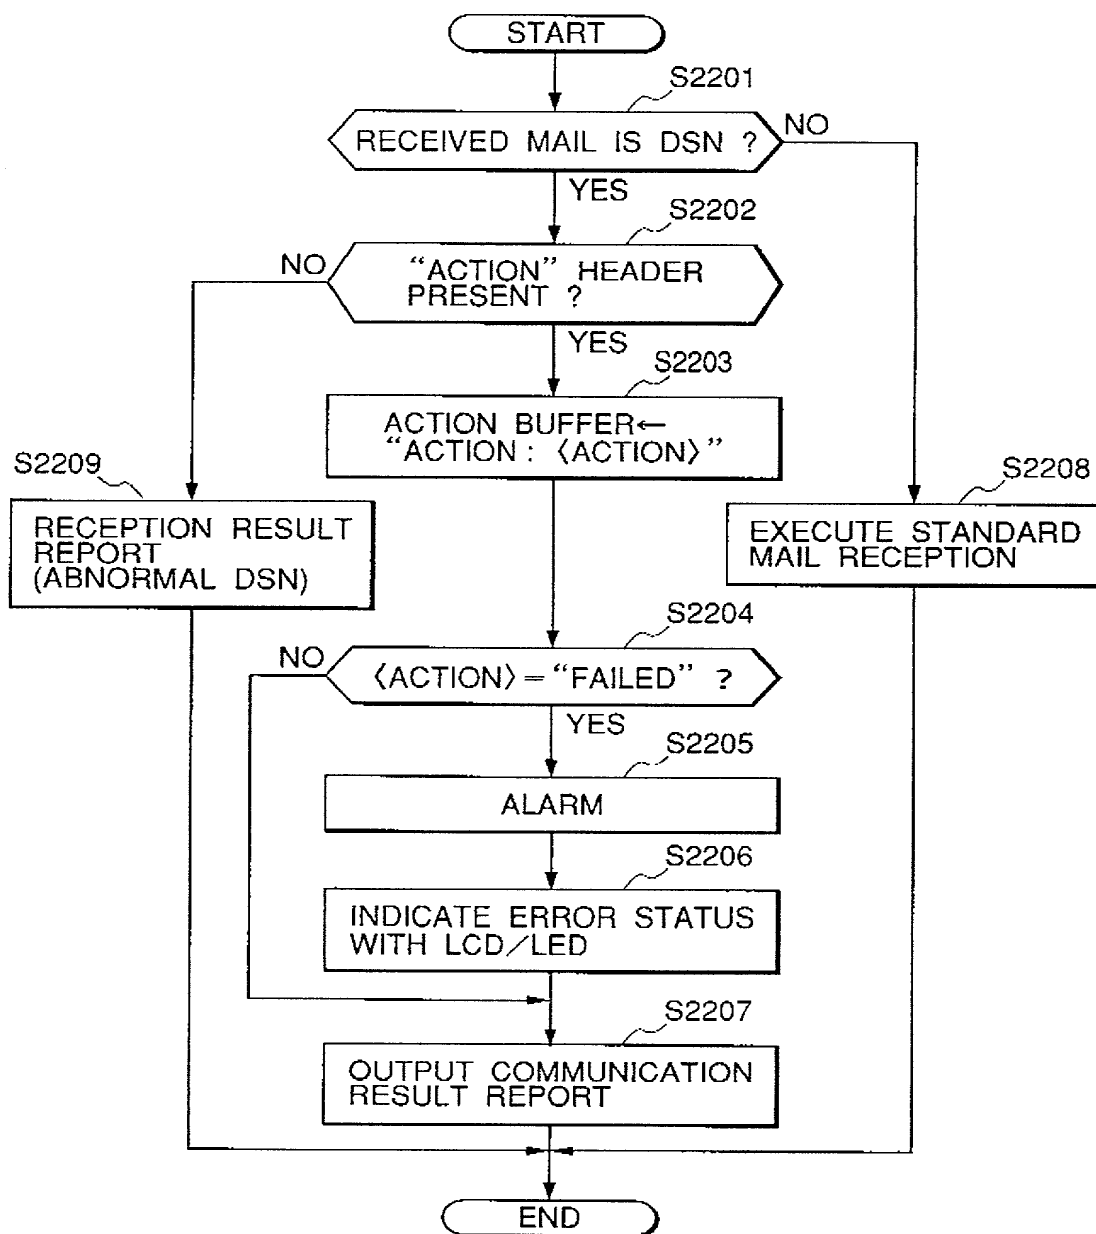 START
S2201
RECEIVED MAIL IS DSN ?
NO
YES
S2202
NO
“ACTION” HEADER
PRESENT ?
YES
S2203
ACTION BUFFER←
“ACTION : 〈ACTION〉”
S2209
RECEPTION RESULT
REPORT
(ABNORMAL DSN)
S2208
EXECUTE STANDARD
MAIL RECEPTION
S2204
NO
〈ACTION〉=“FAILED” ?
YES
S2205
ALARM
S2206
INDICATE ERROR STATUS
WITH LCD/LED
S2207
OUTPUT COMMUNICATION
RESULT REPORT
END